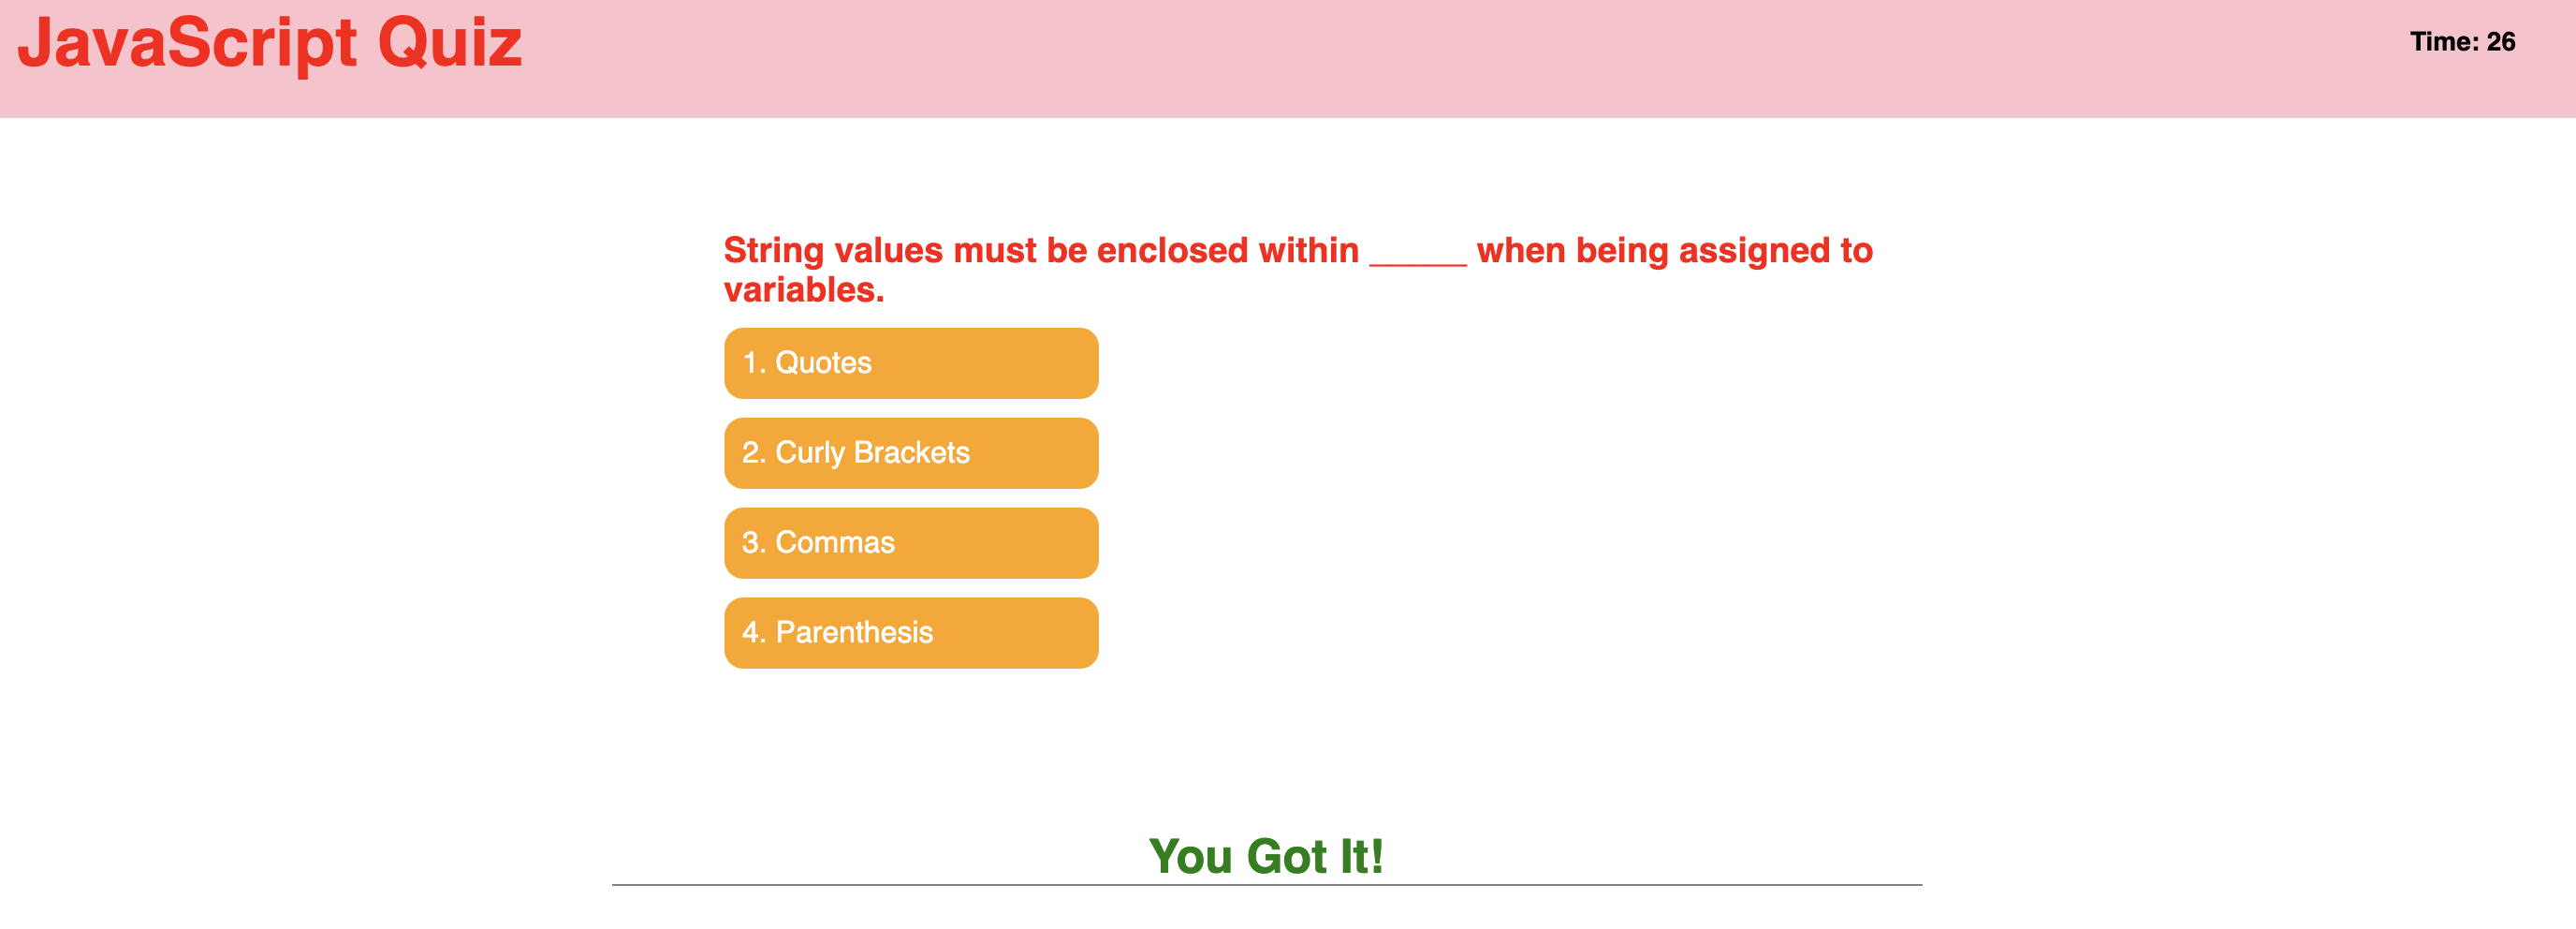 JavaScript Quiz
Time: 26
String values must be enclosed within _____ when being assigned to
variables.
1. Quotes
2. Curly Brackets
3. Commas
4. Parenthesis
You Got It!